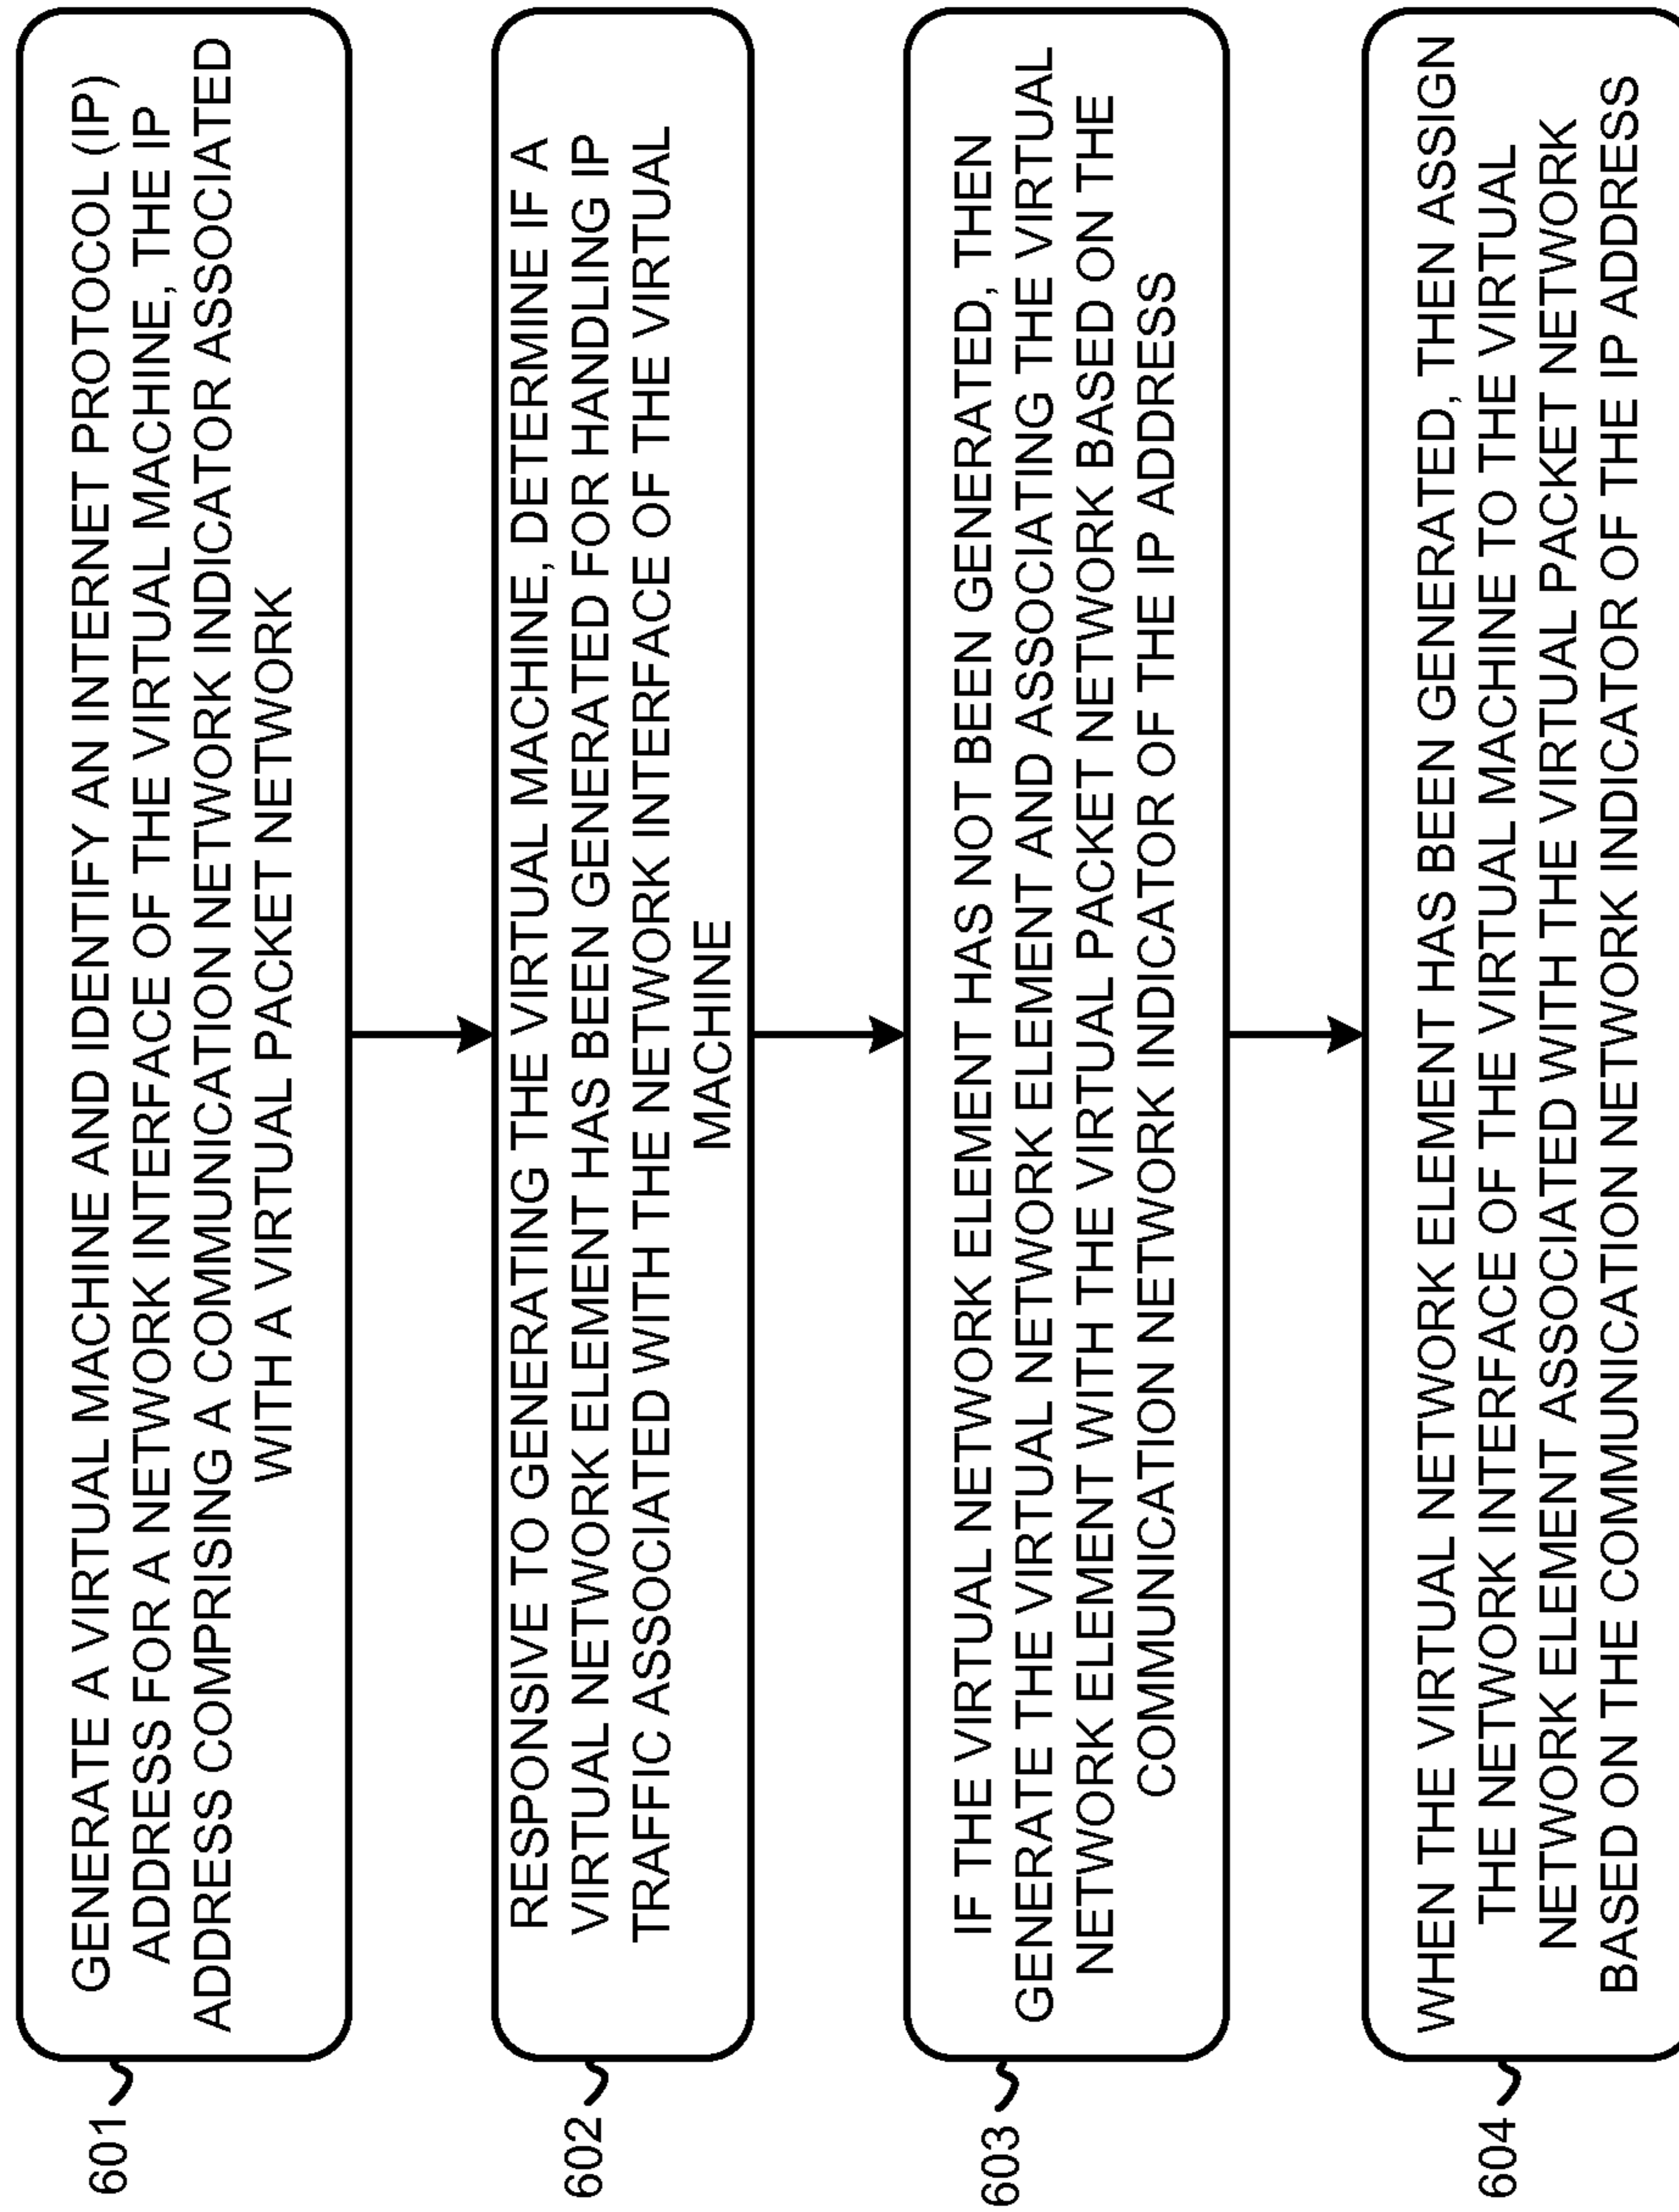 601
GENERATE A VIRTUAL MACHINE AND IDENTIFY AN INTERNET PROTOCOL (IP)
ADDRESS FOR A NETWORK INTERFACE OF THE VIRTUAL MACHINE, THE IP
ADDRESS COMPRISING A COMMUNICATION NETWORK INDICATOR ASSOCIATED
WITH A VIRTUAL PACKET NETWORK
602
RESPONSIVE TO GENERATING THE VIRTUAL MACHINE, DETERMINE IF A
VIRTUAL NETWORK ELEMENT HAS BEEN GENERATED FOR HANDLING IP
TRAFFIC ASSOCIATED WITH THE NETWORK INTERFACE OF THE VIRTUAL
MACHINE
603
IF THE VIRTUAL NETWORK ELEMENT HAS NOT BEEN GENERATED, THEN
GENERATE THE VIRTUAL NETWORK ELEMENT AND ASSOCIATING THE VIRTUAL
NETWORK ELEMENT WITH THE VIRTUAL PACKET NETWORK BASED ON THE
COMMUNICATION NETWORK INDICATOR OF THE IP ADDRESS
604
WHEN THE VIRTUAL NETWORK ELEMENT HAS BEEN GENERATED, THEN ASSIGN
THE NETWORK INTERFACE OF THE VIRTUAL MACHINE TO THE VIRTUAL
NETWORK ELEMENT ASSOCIATED WITH THE VIRTUAL PACKET NETWORK
BASED ON THE COMMUNICATION NETWORK INDICATOR OF THE IP ADDRESS